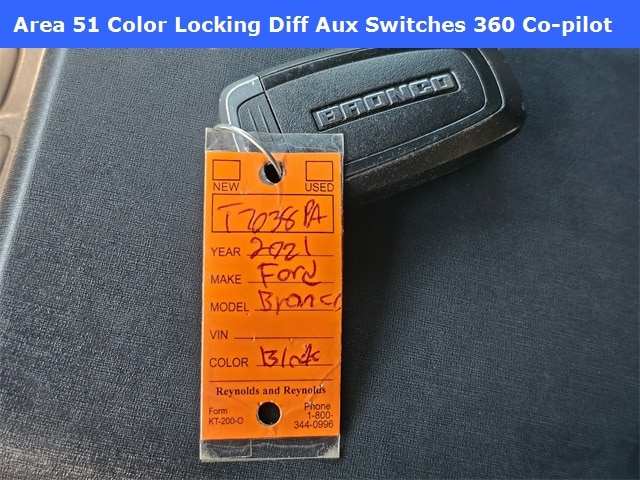 Area 51 Color Locking Diff Aux Switches 360 Co-pilot
BRONCO
NEW USED
T7038PA
YEAR 2021
MAKE Ford
MODEL Bronco
VIN
COLOR Black
Reynolds and Reynolds
Form Phone
KT-200-O 1-800-
344-0996